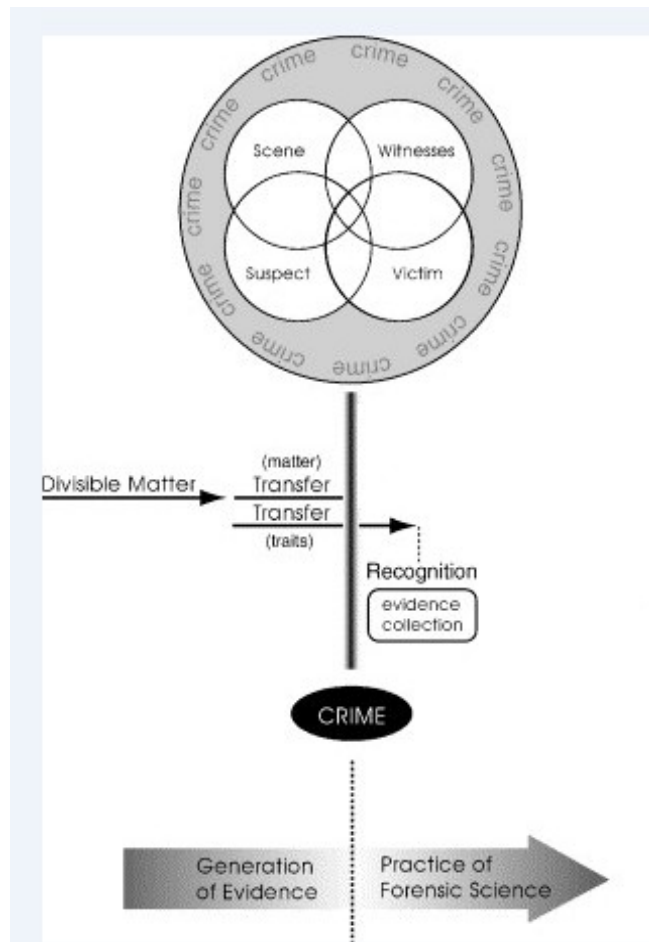 crime
crime
crime
crime
crime
crime
crime
crime
crime
crime
crime
crime
Scene
Witnesses
Suspect
Victim
(matter)
Divisible Matter
Transfer
Transfer
(traits)
Recognition
evidence
collection
CRIME
Generation
of Evidence
Practice of
Forensic Science